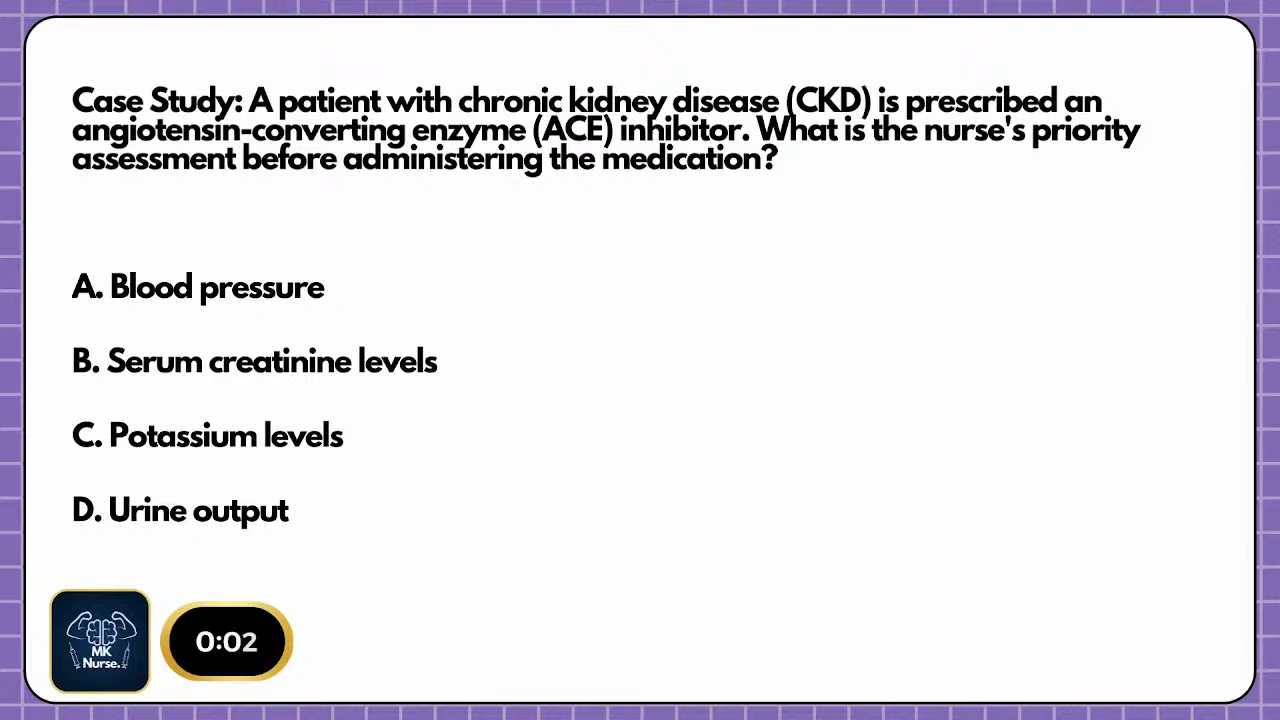 Case Study: A patient with chronic kidney disease (CKD) is prescribed an
angiotensin-converting enzyme (ACE) inhibitor. What is the nurse's priority
assessment before administering the medication?
A. Blood pressure
B. Serum creatinine levels
C. Potassium levels
D. Urine output
MK
Nurse.
0:02